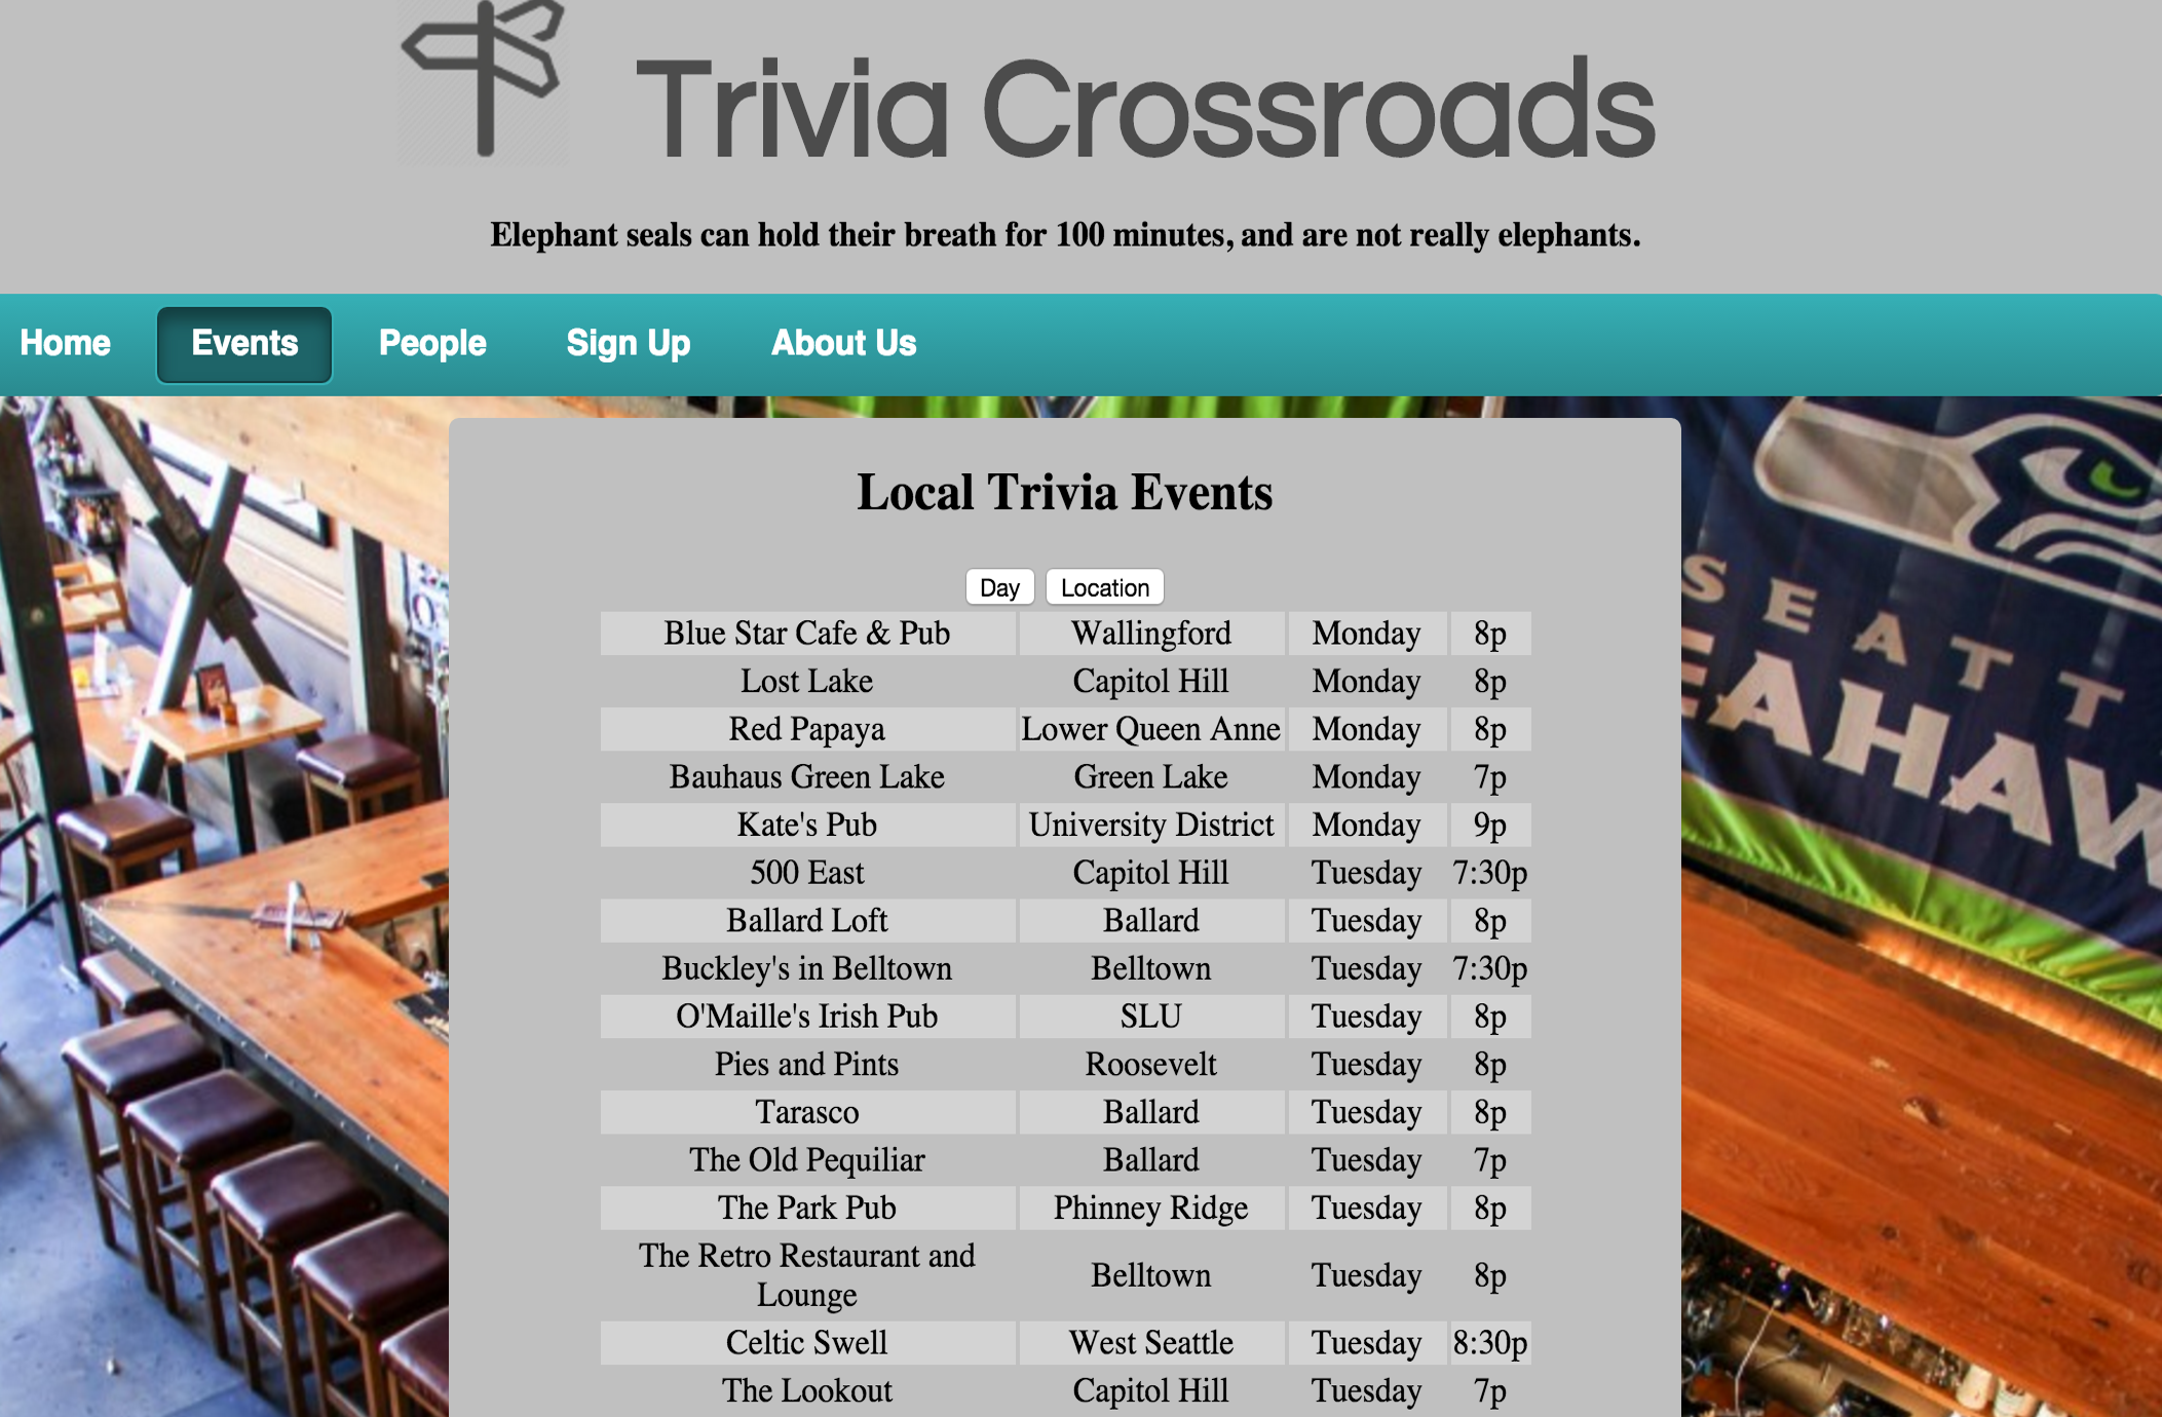 Trivia Crossroads
Elephant seals can hold their breath for 100 minutes, and are not really elephants.
Home Events People Sign Up About Us
Local Trivia Events
Day Location
Blue Star Cafe & Pub Wallingford Monday 8p
Lost Lake Capitol Hill Monday 8p
Red Papaya Lower Queen Anne Monday 8p
Bauhaus Green Lake Green Lake Monday 7p
Kate's Pub University District Monday 9p
500 East Capitol Hill Tuesday 7:30p
Ballard Loft Ballard Tuesday 8p
Buckley's in Belltown Belltown Tuesday 7:30p
O'Maille's Irish Pub SLU Tuesday 8p
Pies and Pints Roosevelt Tuesday 8p
Tarasco Ballard Tuesday 8p
The Old Pequiliar Ballard Tuesday 7p
The Park Pub Phinney Ridge Tuesday 8p
The Retro Restaurant and
Lounge Belltown Tuesday 8p
Celtic Swell West Seattle Tuesday 8:30p
The Lookout Capitol Hill Tuesday 7p
SEATT
EAHAW